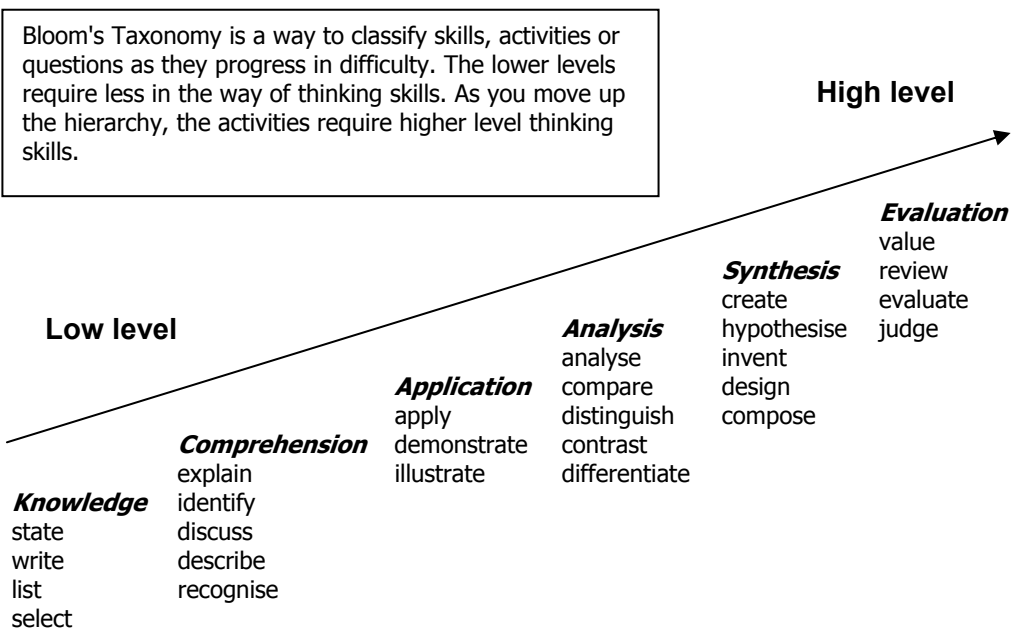 Bloom's Taxonomy is a way to classify skills, activities or
questions as they progress in difficulty. The lower levels
require less in the way of thinking skills. As you move up
the hierarchy, the activities require higher level thinking
skills.
High level
Low level
Knowledge
state
write
list
select
Comprehension
explain
identify
discuss
describe
recognise
Application
apply
demonstrate
illustrate
Analysis
analyse
compare
distinguish
contrast
differentiate
Synthesis
create
hypothesise
invent
design
compose
Evaluation
value
review
evaluate
judge